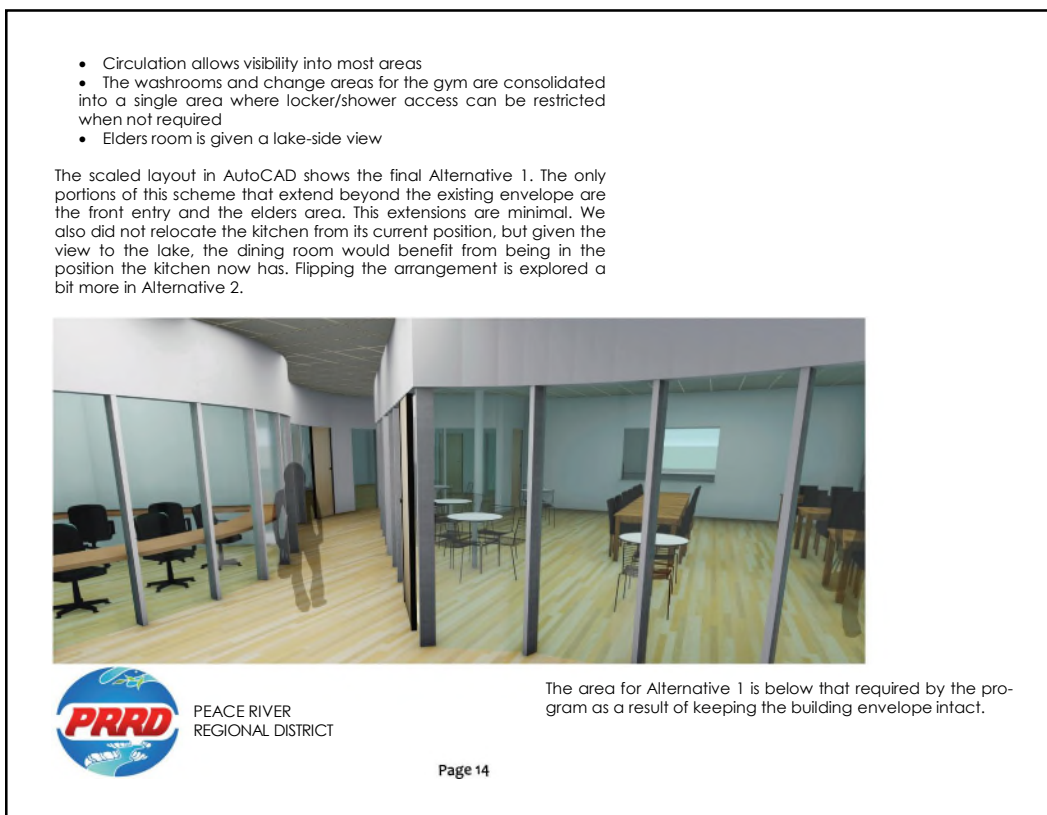 • Circulation allows visibility into most areas
• The washrooms and change areas for the gym are consolidated
into a single area where locker/shower access can be restricted
when not required
• Elders room is given a lake-side view
The scaled layout in AutoCAD shows the final Alternative 1. The only
portions of this scheme that extend beyond the existing envelope are
the front entry and the elders area. This extensions are minimal. We
also did not relocate the kitchen from its current position, but given the
view to the lake, the dining room would benefit from being in the
position the kitchen now has. Flipping the arrangement is explored a
bit more in Alternative 2.
PRRD
PEACE RIVER
REGIONAL DISTRICT
The area for Alternative 1 is below that required by the pro-
gram as a result of keeping the building envelope intact.
Page 14